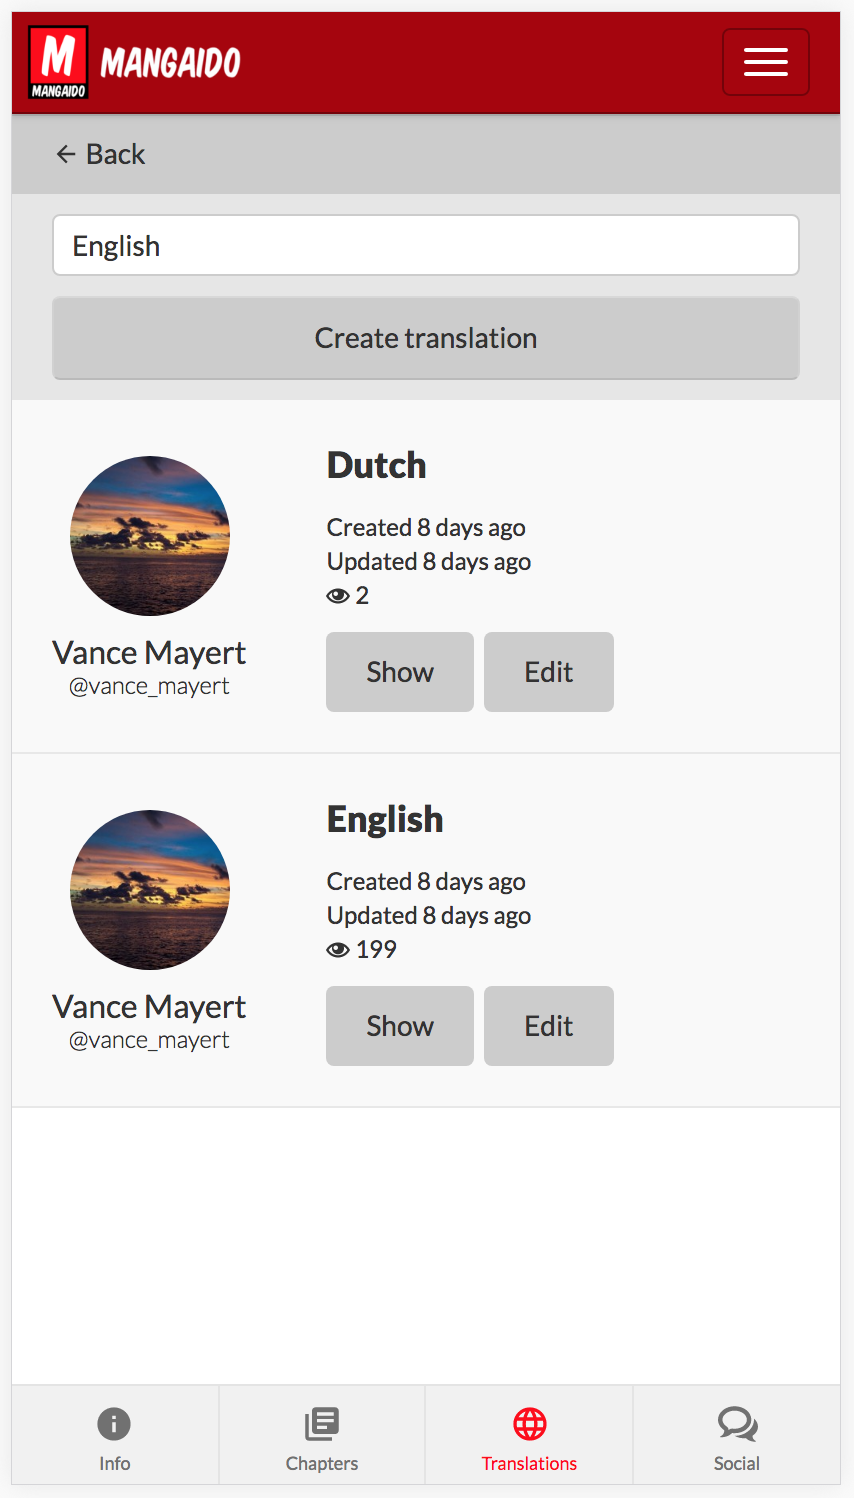 M
MANGAIDO
MANGAIDO
Back
English
Create translation
Dutch
Created 8 days ago
Updated 8 days ago
2
Vance Mayert
@vance_mayert
Show
Edit
English
Created 8 days ago
Updated 8 days ago
199
Vance Mayert
@vance_mayert
Show
Edit
Info
Chapters
Translations
Social